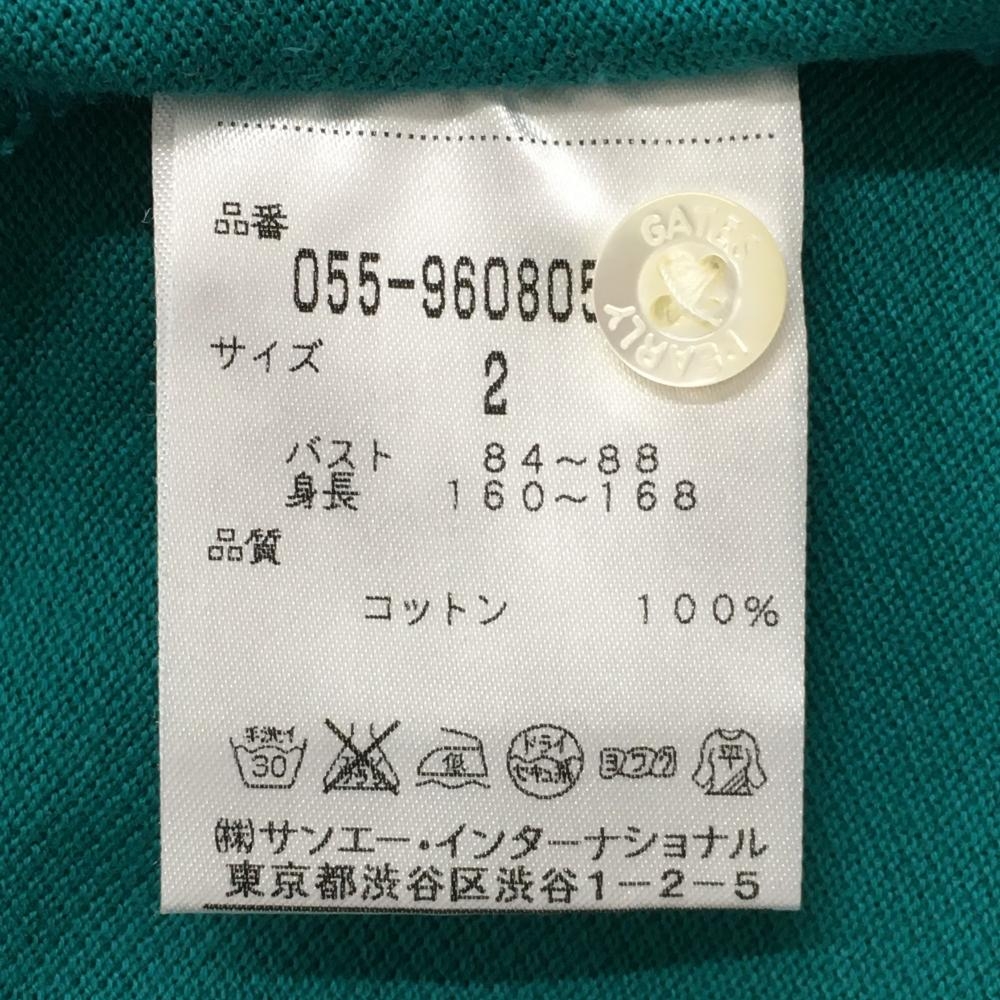 品番
055-960805
サイズ
2
バスト 84~88
身長 160~168
品質
コットン 100%
手洗イ
30
低
ドライ
セキユ系
ヨワク
平
㈱サンエー・インターナショナル
東京都渋谷区渋谷1-2-5
GATES
PEARLY